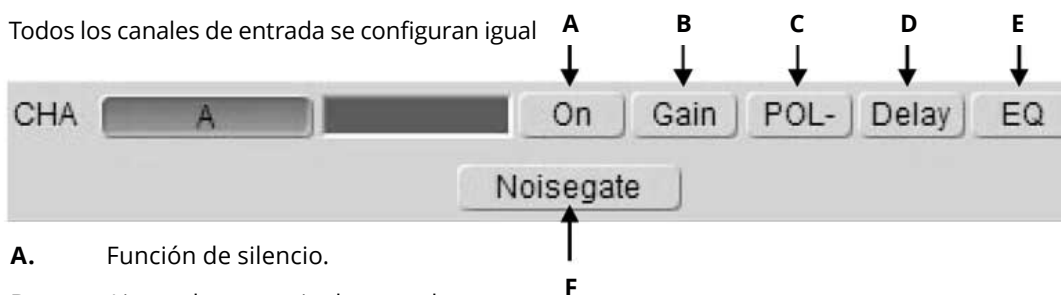 Todos los canales de entrada se configuran igual A B C D E
CHA A On Gain POL- Delay EQ
Noisegate
A. Función de silencio.
F